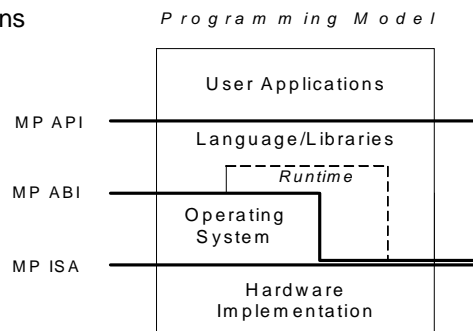 ns
Programming Model
User Applications
MP API
Language/Libraries
Runtime
MP ABI
Operating
System
MP ISA
Hardware
Implementation